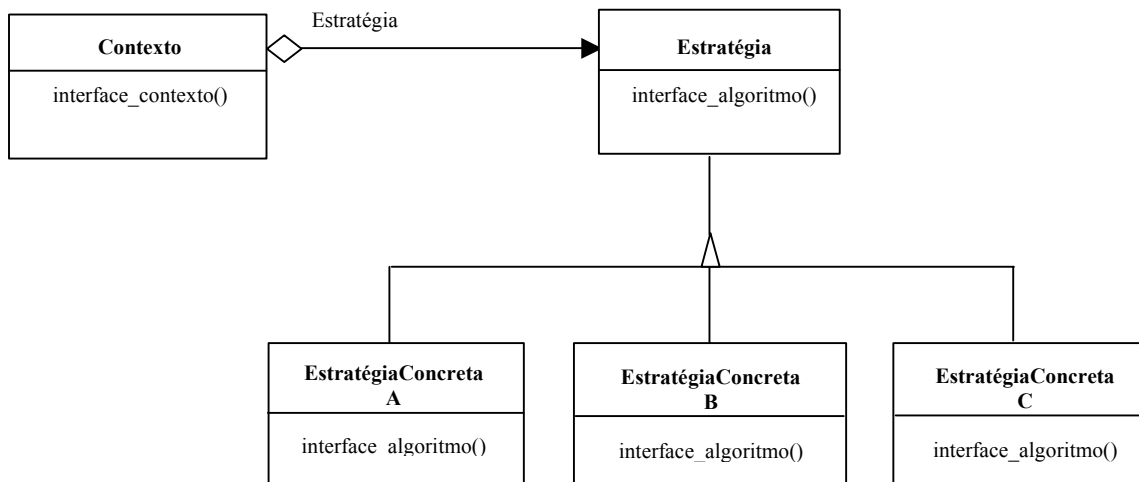 Estratégia
Contexto
interface_contexto()
Estratégia
interface_algoritmo()
EstratégiaConcreta
A
interface_algoritmo()
EstratégiaConcreta
B
interface_algoritmo()
EstratégiaConcreta
C
interface_algoritmo()